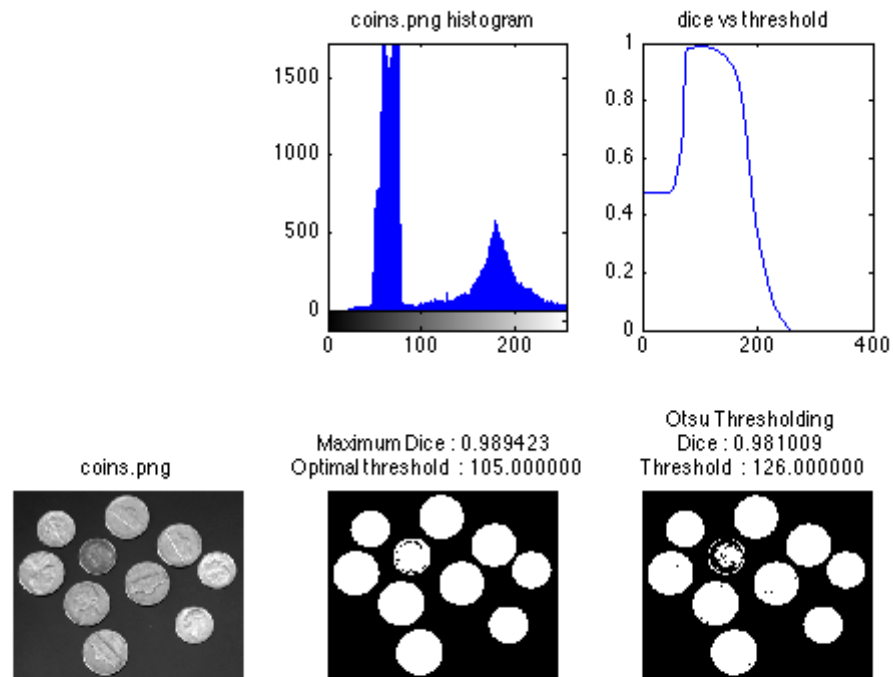 coins.png histogram
1500
1000
500
0
0 100 200
dice vs threshold
1
0.8
0.6
0.4
0.2
0
0 200 400
coins.png
Maximum Dice : 0.989423
Optimal threshold : 105.000000
Otsu Thresholding
Dice : 0.981009
Threshold : 126.000000